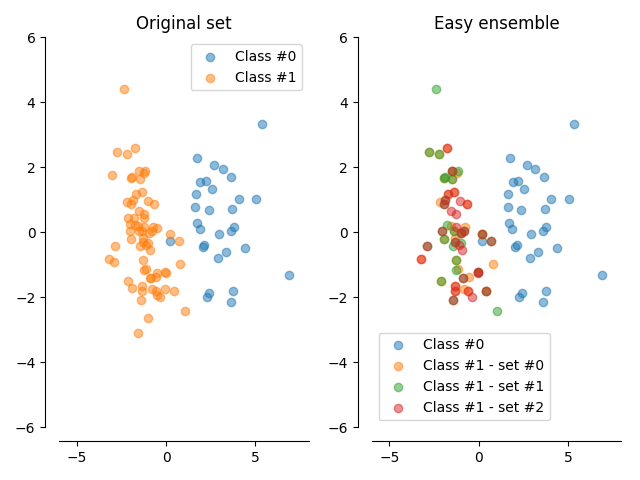 Original set
Class #0
Class #1
6
4
2
0
−2
−4
−6
−5
0
5
Easy ensemble
6
4
2
0
−2
−4
−6
Class #0
Class #1 - set #0
Class #1 - set #1
Class #1 - set #2
−5
0
5